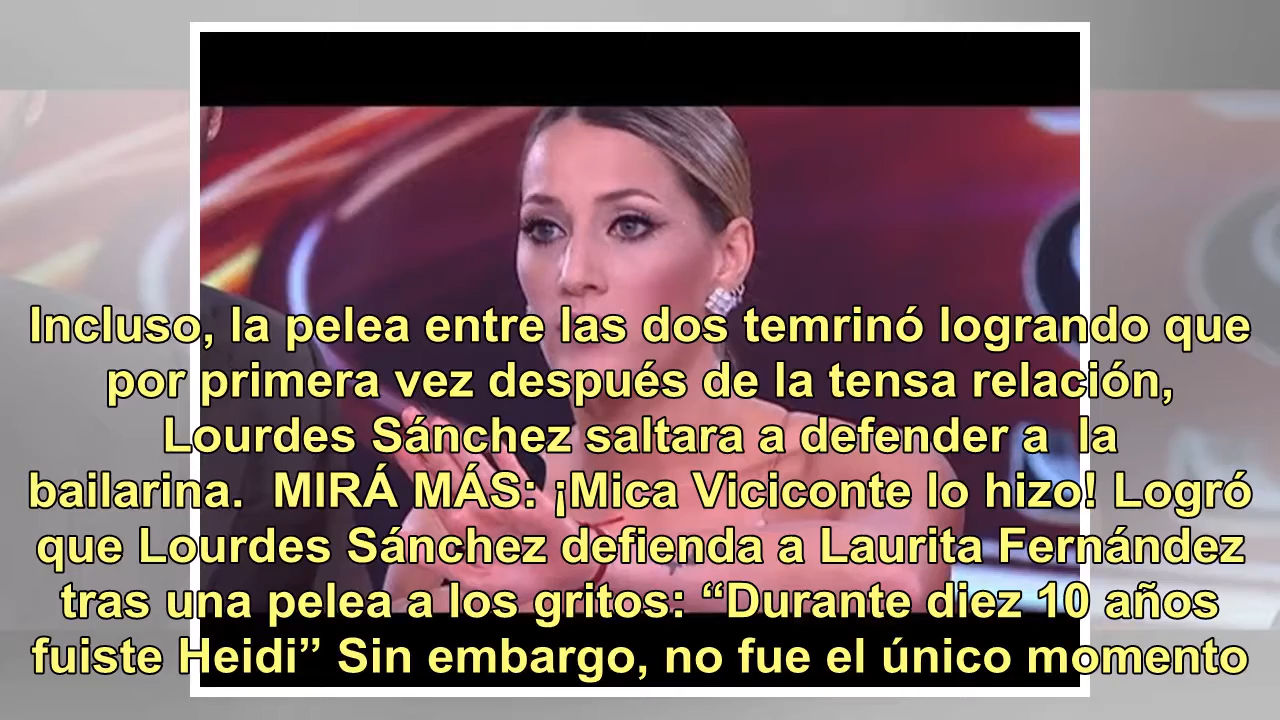 Incluso, la pelea entre las dos temrinó logrando que
por primera vez después de la tensa relación,
Lourdes Sánchez saltara a defender a  la
bailarina.  MIRÁ MÁS: ¡Mica Viciconte lo hizo! Logró
que Lourdes Sánchez defienda a Laurita Fernández
tras una pelea a los gritos: “Durante diez 10 años
fuiste Heidi” Sin embargo, no fue el único momento